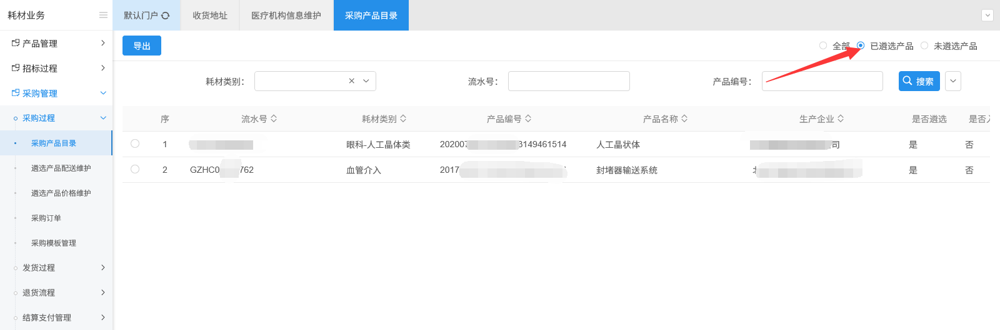 耗材业务
默认门户 收货地址 医疗机构信息维护 采购产品目录
产品管理
招标过程
采购管理
采购过程
采购产品目录
遴选产品配送维护
遴选产品价格维护
采购订单
采购模板管理
发货过程
退货流程
结算支付管理
导出
全部 已遴选产品 未遴选产品
耗材类别: 流水号: 产品编号: 搜索
序 流水号 耗材类别 产品编号 产品名称 生产企业 是否遴选 是否
1 眼科-人工晶体类 202007 3149461514 人工晶状体 司 是 否
2 GZHC0 762 血管介入 2017 封堵器输送系统 是 否